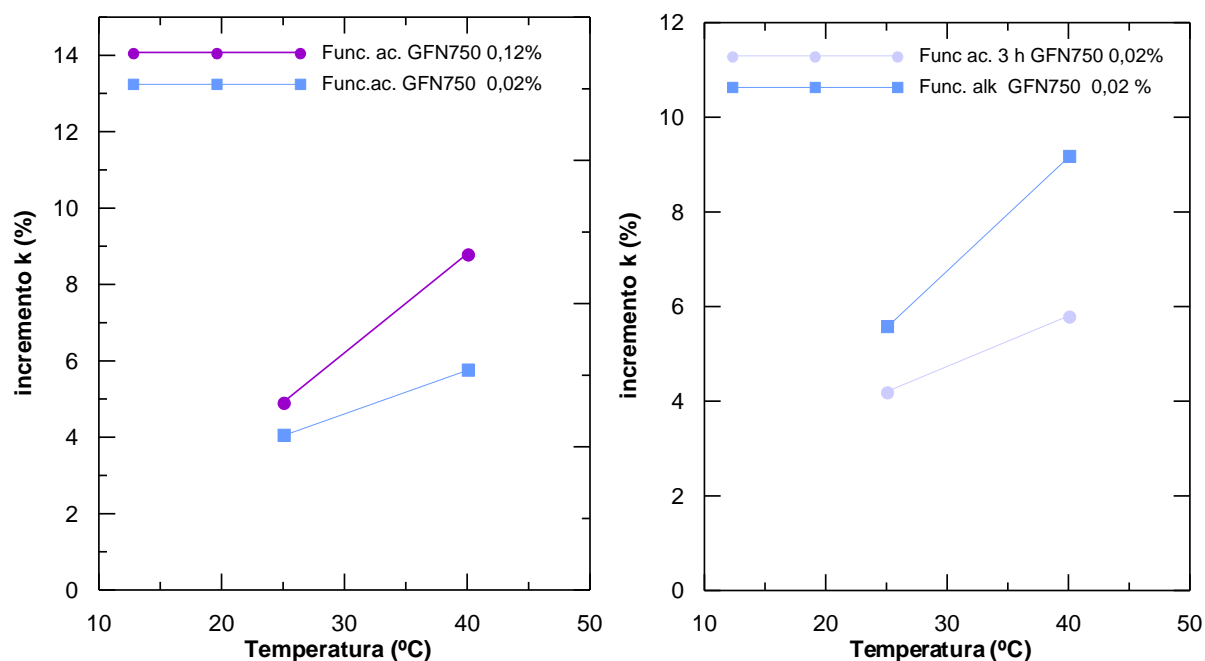 Func. ac. GFN750 0,12%
Func.ac. GFN750 0,02%
14
12
10
8
6
4
2
0
incremento k (%)
10 20 30 40 50
Temperatura (ºC)
Func ac. 3 h GFN750 0,02%
Func. alk GFN750 0,02 %
12
10
8
6
4
2
0
incremento k (%)
10 20 30 40 50
Temperatura (ºC)